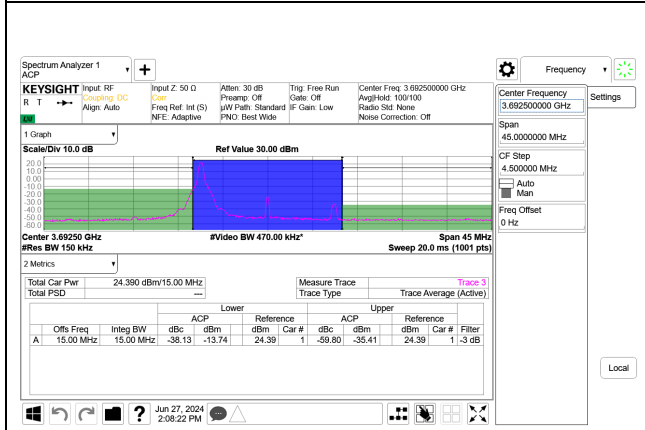 Spectrum Analyzer 1
ACP
Frequency
KEYSIGHT
R T
LXI
Input: RF
Coupling: DC
Align: Auto
Input Z: 50 Ω
Corr
Freq Ref: Int (S)
NFE: Adaptive
Atten: 30 dB
Preamp: Off
µW Path: Standard
PNO: Best Wide
Trig: Free Run
Gate: Off
IF Gain: Low
Center Freq: 3.692500000 GHz
Avg|Hold: 100/100
Radio Std: None
Noise Correction: Off
Center Frequency
3.692500000 GHz
Settings
Span
45.0000000 MHz
CF Step
4.500000 MHz
Auto
Man
Freq Offset
0 Hz
Local
1 Graph
Scale/Div 10.0 dB
Ref Value 30.00 dBm
20.0
10.0
0.00
-10.0
-20.0
-30.0
-40.0
-50.0
-60.0
Center 3.69250 GHz
#Video BW 470.00 kHz*
Span 45 MHz
#Res BW 150 kHz
Sweep 20.0 ms (1001 pts)
2 Metrics
Total Car Pwr 24.390 dBm/15.00 MHz
Total PSD ---
Measure Trace Trace 3
Trace Type Trace Average (Active)
Lower Upper
ACP Reference ACP Reference
Offs Freq Integ BW dBc dBm dBm Car # dBc dBm dBm Car # Filter
A 15.00 MHz 15.00 MHz -38.13 -13.74 24.39 1 -59.80 -35.41 24.39 1 -3 dB
?
Jun 27, 2024
2:08:22 PM